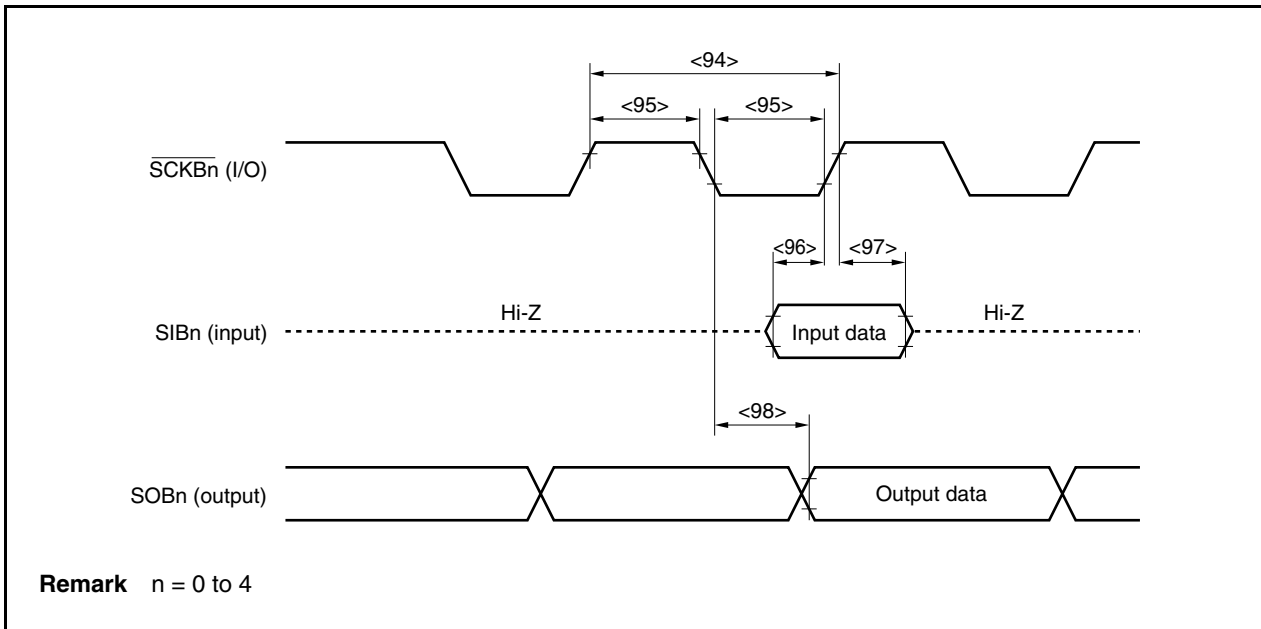 <94>
<95> <95>
SCKBn (I/O)
<96> <97>
Hi-Z Hi-Z
SIBn (input) Input data
<98>
SOBn (output) Output data
Remark n = 0 to 4